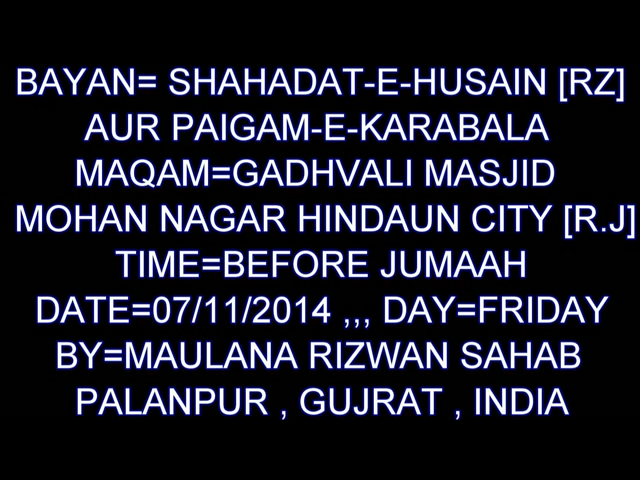 BAYAN= SHAHADAT-E-HUSAIN [RZ]
AUR PAIGAM-E-KARABALA
MAQAM=GADHVALI MASJID
MOHAN NAGAR HINDAUN CITY [R.J]
TIME=BEFORE JUMAAH
DATE=07/11/2014 ,,, DAY=FRIDAY
BY=MAULANA RIZWAN SAHAB
PALANPUR , GUJRAT , INDIA